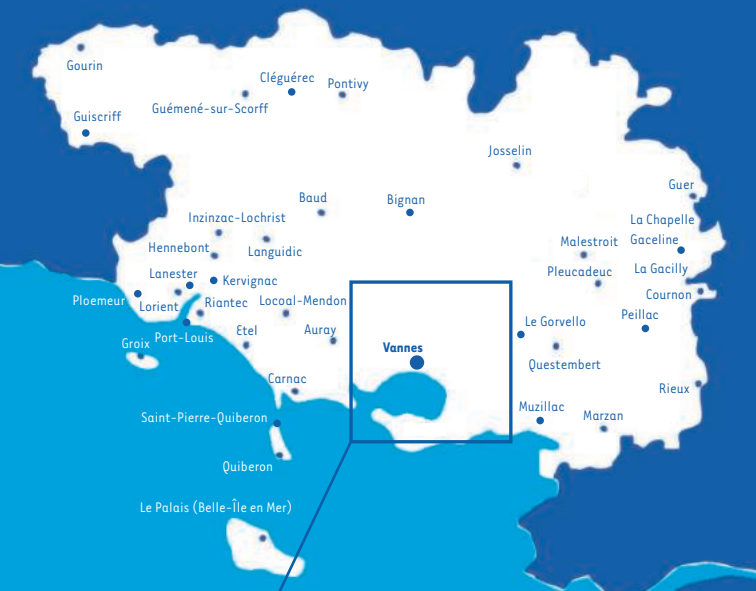 Gourin
Cléguérec
Pontivy
Guémené-sur-Scorff
Guiscriff
Josselin
Guer
Baud
Bignan
Inzinzac-Lochrist
La Chapelle
Gaceline
Hennebont
Languidic
Malestroit
Pleucadeuc
La Gacilly
Lanester
Kervignac
Cournon
Ploemeur
Lorient
Riantec
Locoal-Mendon
Peillac
Le Gorvello
Port-Louis
Etel
Auray
Groix
Vannes
Questembert
Carnac
Rieux
Muzillac
Marzan
Saint-Pierre-Quiberon
Quiberon
Le Palais (Belle-Île en Mer)